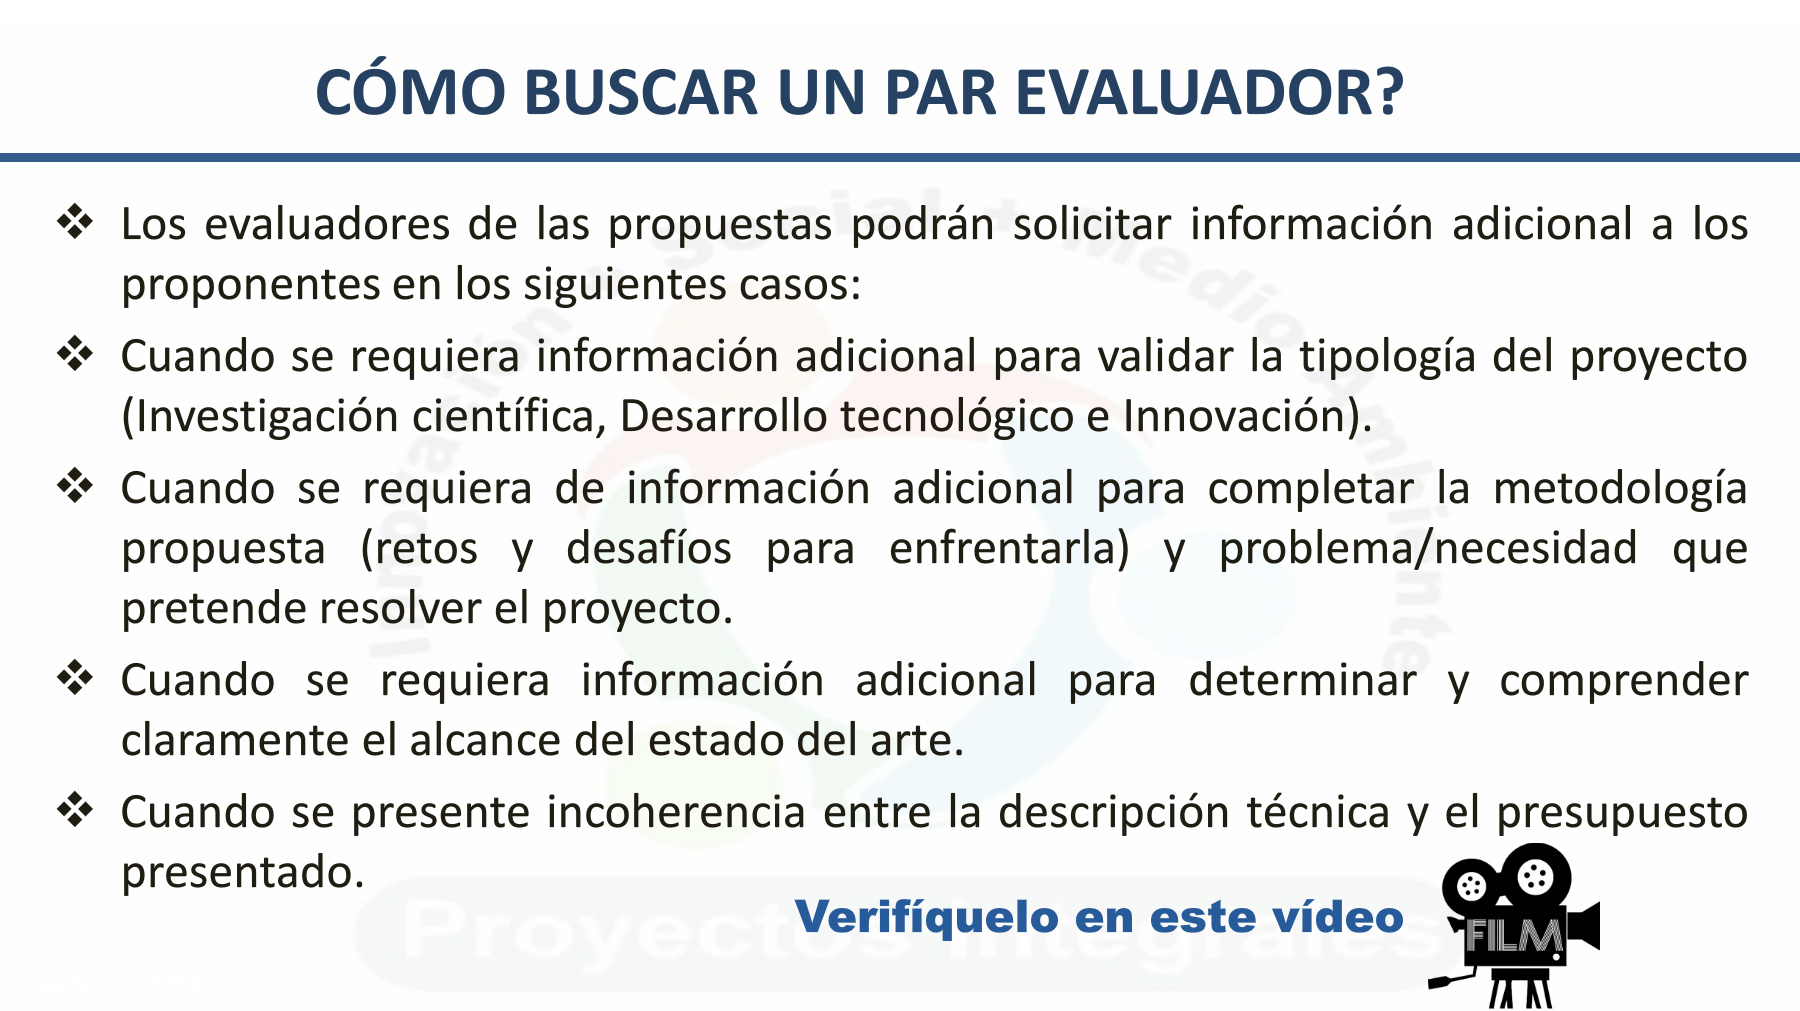 CÓMO BUSCAR UN PAR EVALUADOR?
❖ Los evaluadores de las propuestas podrán solicitar información adicional a los
proponentes en los siguientes casos:
❖ Cuando se requiera información adicional para validar la tipología del proyecto
(Investigación científica, Desarrollo tecnológico e Innovación).
❖ Cuando se requiera de información adicional para completar la metodología
propuesta (retos y desafíos para enfrentarla) y problema/necesidad que
pretende resolver el proyecto.
❖ Cuando se requiera información adicional para determinar y comprender
claramente el alcance del estado del arte.
❖ Cuando se presente incoherencia entre la descripción técnica y el presupuesto
presentado.
Verifíquelo en este vídeo
FILM
Innovación + Social + Medio Ambiente
Proyectos Integrales